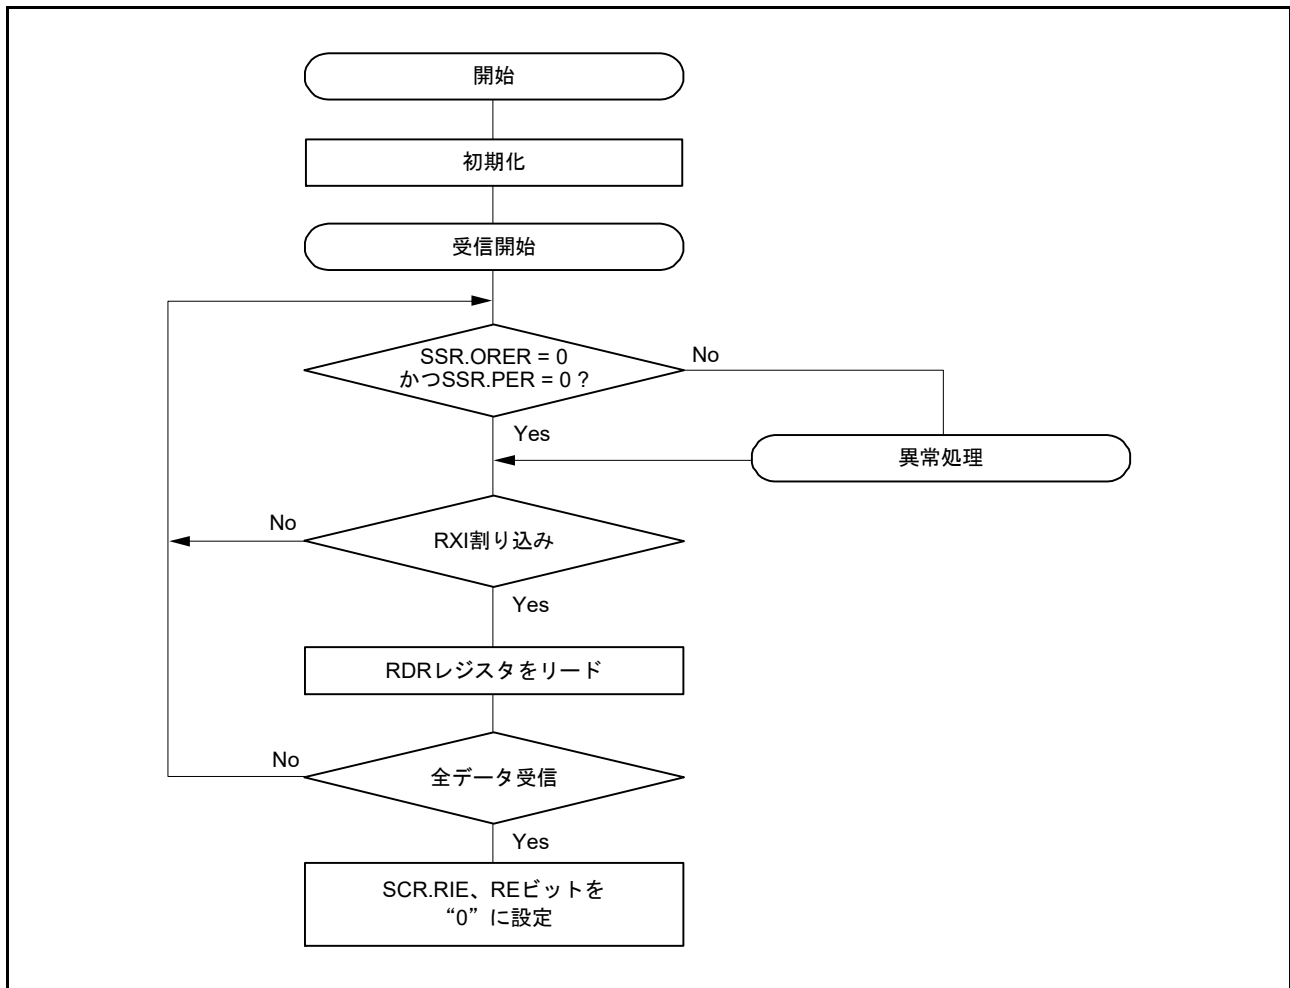 開始
初期化
受信開始
SSR.ORER = 0
かつSSR.PER = 0 ?
No
Yes
異常処理
No
RXI割り込み
Yes
RDRレジスタをリード
No
全データ受信
Yes
SCR.RIE、REビットを
“0”に設定